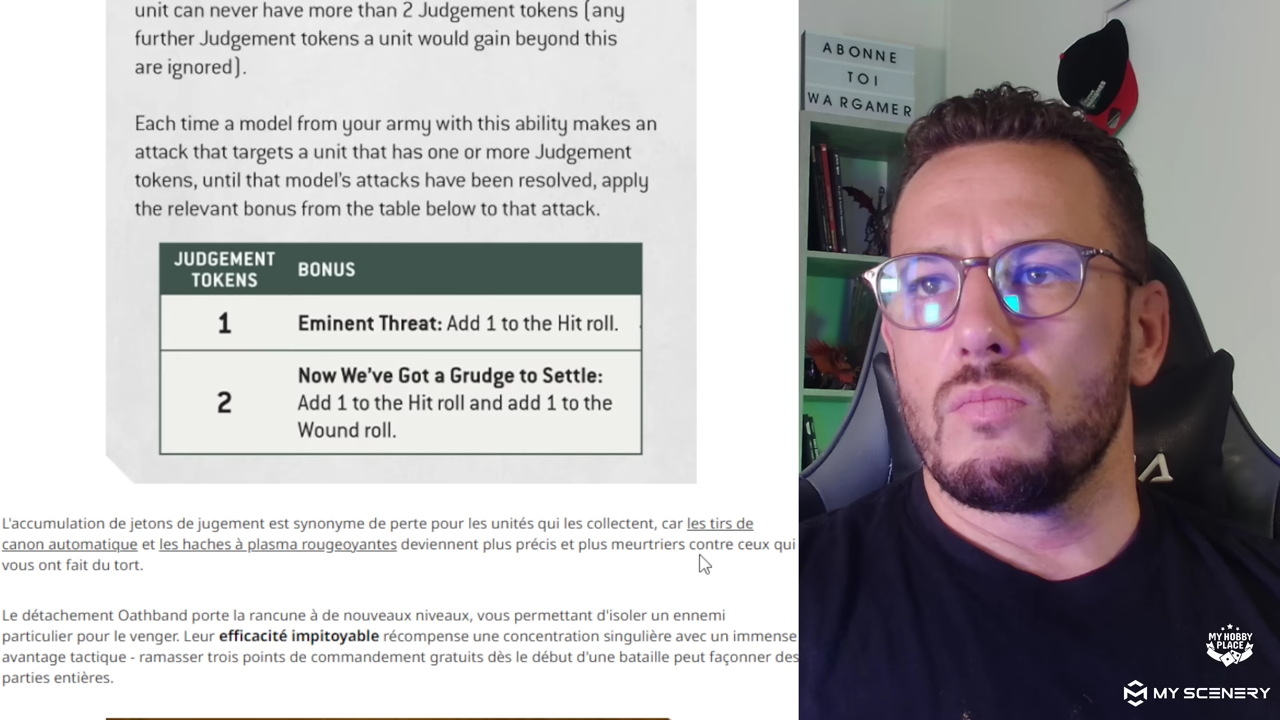 unit can never have more than 2 Judgement tokens (any
further Judgement tokens a unit would gain beyond this
are ignored).
Each time a model from your army with this ability makes an
attack that targets a unit that has one or more Judgement
tokens, until that model's attacks have been resolved, apply
the relevant bonus from the table below to that attack.
JUDGEMENT
TOKENS
BONUS
1
Eminent Threat: Add 1 to the Hit roll.
2
Now We've Got a Grudge to Settle:
Add 1 to the Hit roll and add 1 to the
Wound roll.
L'accumulation de jetons de jugement est synonyme de perte pour les unités qui les collectent, car les tirs de
canon automatique et les haches à plasma rougeoyantes deviennent plus précis et plus meurtriers contre ceux qui
vous ont fait du tort.
Le détachement Oathband porte la rancune à de nouveaux niveaux, vous permettant d'isoler un ennemi
particulier pour le venger. Leur efficacité impitoyable récompense une concentration singulière avec un immense
avantage tactique - ramasser trois points de commandement gratuits dès le début d'une bataille peut façonner des
parties entières.
ABONNE
TOI
WARGAMER
MY HOBBY
PLACE
MY SCENERY